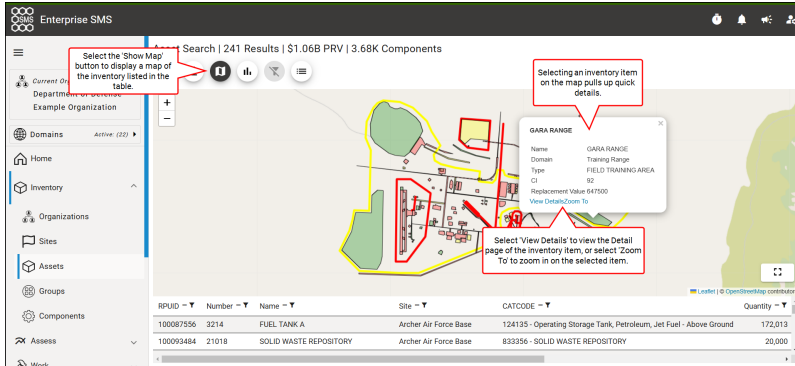 SMS
Enterprise SMS
Asset Search | 241 Results | $1.06B PRV | 3.68K Components
Select the 'Show Map'
button to display a map of
the inventory listed in the
table.
Current Or
Department of Defense
Example Organization
Domains Active: (22)
Home
Inventory
Organizations
Sites
Assets
Groups
Components
Assess
Work
+
−
Selecting an inventory item
on the map pulls up quick
details.
GARA RANGE ×
Name GARA RANGE
Domain Training Range
Type FIELD TRAINING AREA
CI 92
Replacement Value 647500
View DetailsZoom To
Select 'View Details' to view the Detail
page of the inventory item, or select 'Zoom
To' to zoom in on the selected item.
Leaflet | © OpenStreetMap contributor
RPUID Number Name Site CATCODE Quantity
100087556 3214 FUEL TANK A Archer Air Force Base 124135 - Operating Storage Tank, Petroleum, Jet Fuel - Above Ground 172,013
100093484 21018 SOLID WASTE REPOSITORY Archer Air Force Base 833356 - SOLID WASTE REPOSITORY 20,000